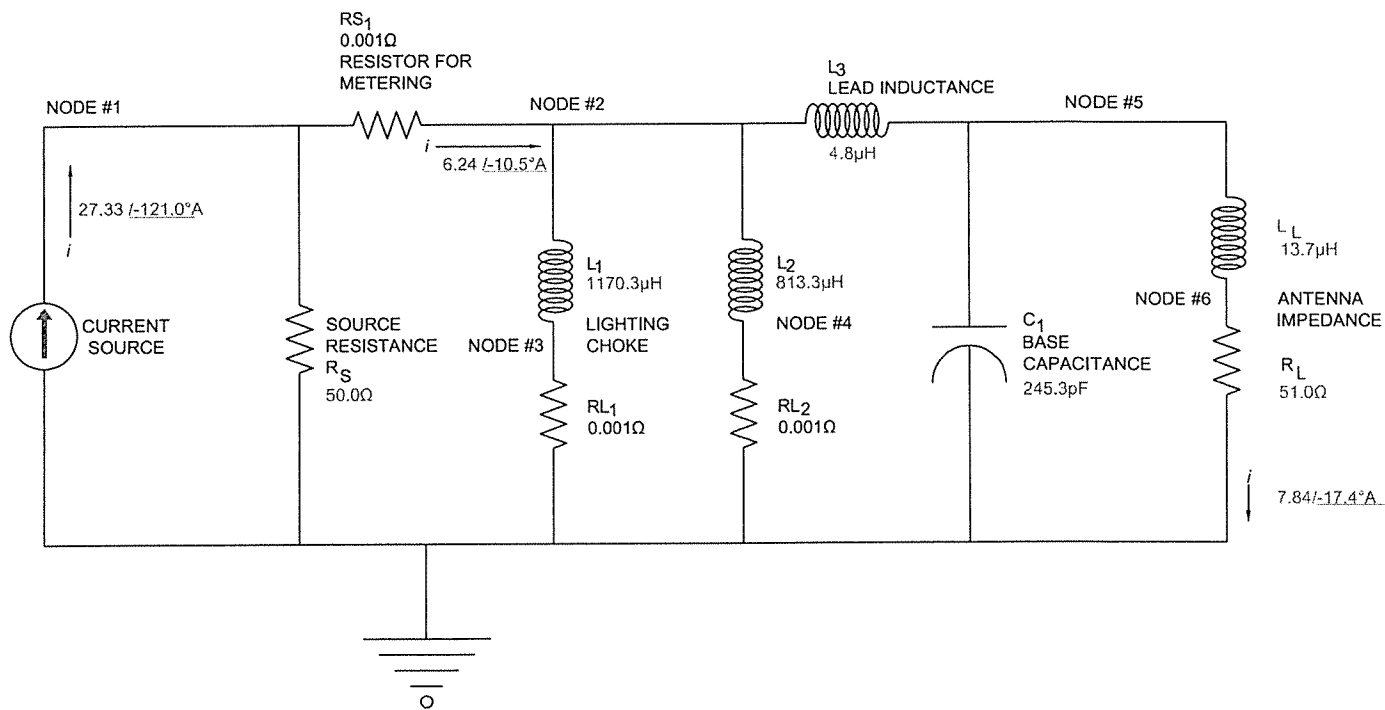 RS1
0.001Ω
RESISTOR FOR
METERING
NODE #1
NODE #2
L3
LEAD INDUCTANCE
NODE #5
4.8µH
i
6.24 /-10.5°A
27.33 /-121.0°A
i
CURRENT
SOURCE
SOURCE
RESISTANCE
RS
50.0Ω
L1
1170.3µH
LIGHTING
CHOKE
NODE #3
RL1
0.001Ω
L2
813.3µH
NODE #4
RL2
0.001Ω
C1
BASE
CAPACITANCE
245.3pF
LL
13.7µH
NODE #6
ANTENNA
IMPEDANCE
RL
51.0Ω
i
7.84/-17.4°A